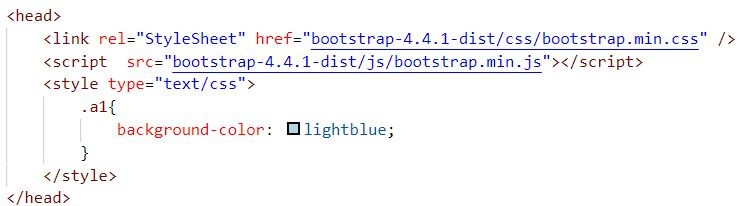 <head>
    <link rel="StyleSheet" href="bootstrap-4.4.1-dist/css/bootstrap.min.css" />
    <script  src="bootstrap-4.4.1-dist/js/bootstrap.min.js"></script>
    <style type="text/css">
        .a1{
            background-color: lightblue;
        }
    </style>
</head>